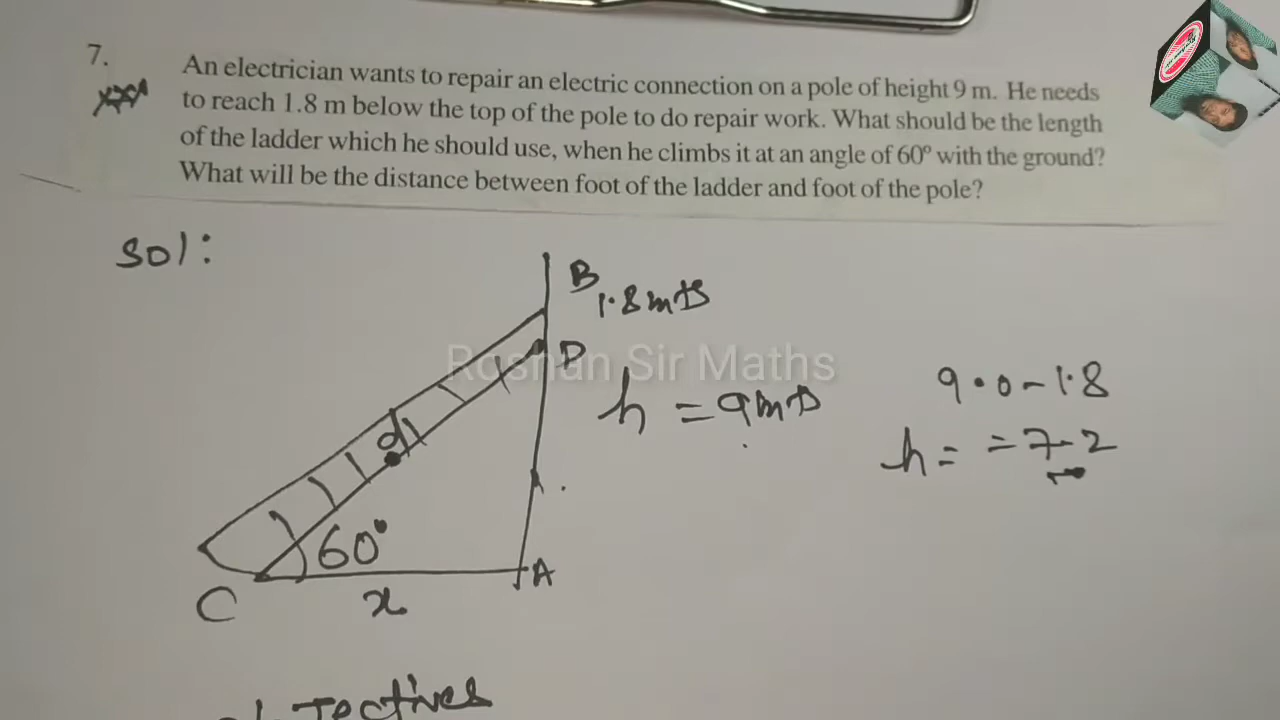 7.
An electrician wants to repair an electric connection on a pole of height 9 m. He needs
to reach 1.8 m below the top of the pole to do repair work. What should be the length
of the ladder which he should use, when he climbs it at an angle of 60° with the ground?
What will be the distance between foot of the ladder and foot of the pole?
Sol:
B
1.8 mts
D
Roshan Sir Maths
h = 9mts
9.0-1.8
h= =7.2
d
60°
A
C
x